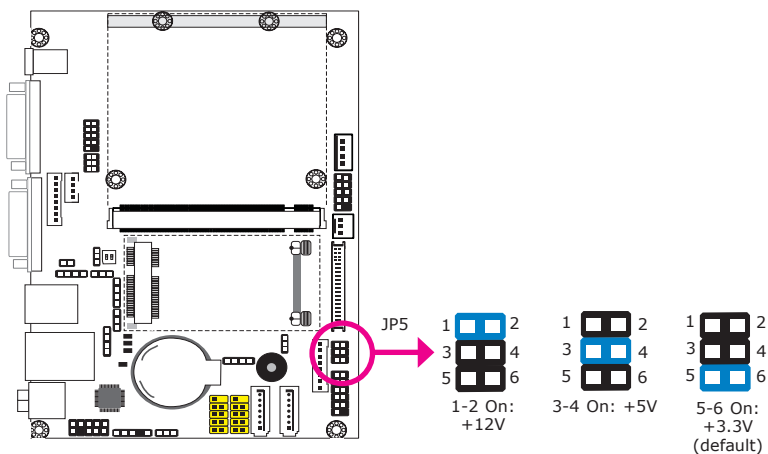 JP5
1 2
3 4
5 6
1-2 On:
+12V
1 2
3 4
5 6
3-4 On: +5V
1 2
3 4
5 6
5-6 On:
+3.3V
(default)